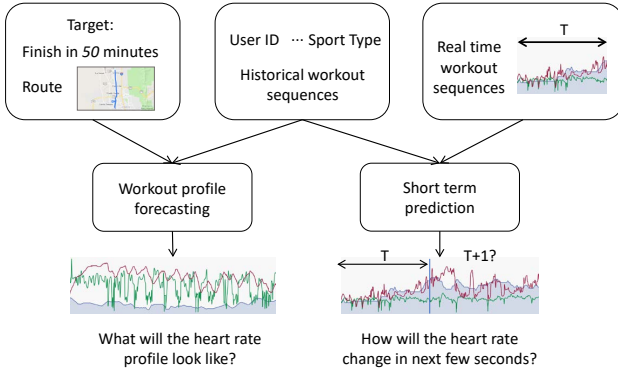 Target:
Finish in 50 minutes
Route
User ID ··· Sport Type
Historical workout
sequences
Real time
workout
sequences
T
Workout profile
forecasting
Short term
prediction
T
T+1?
What will the heart rate
profile look like?
How will the heart rate
change in next few seconds?